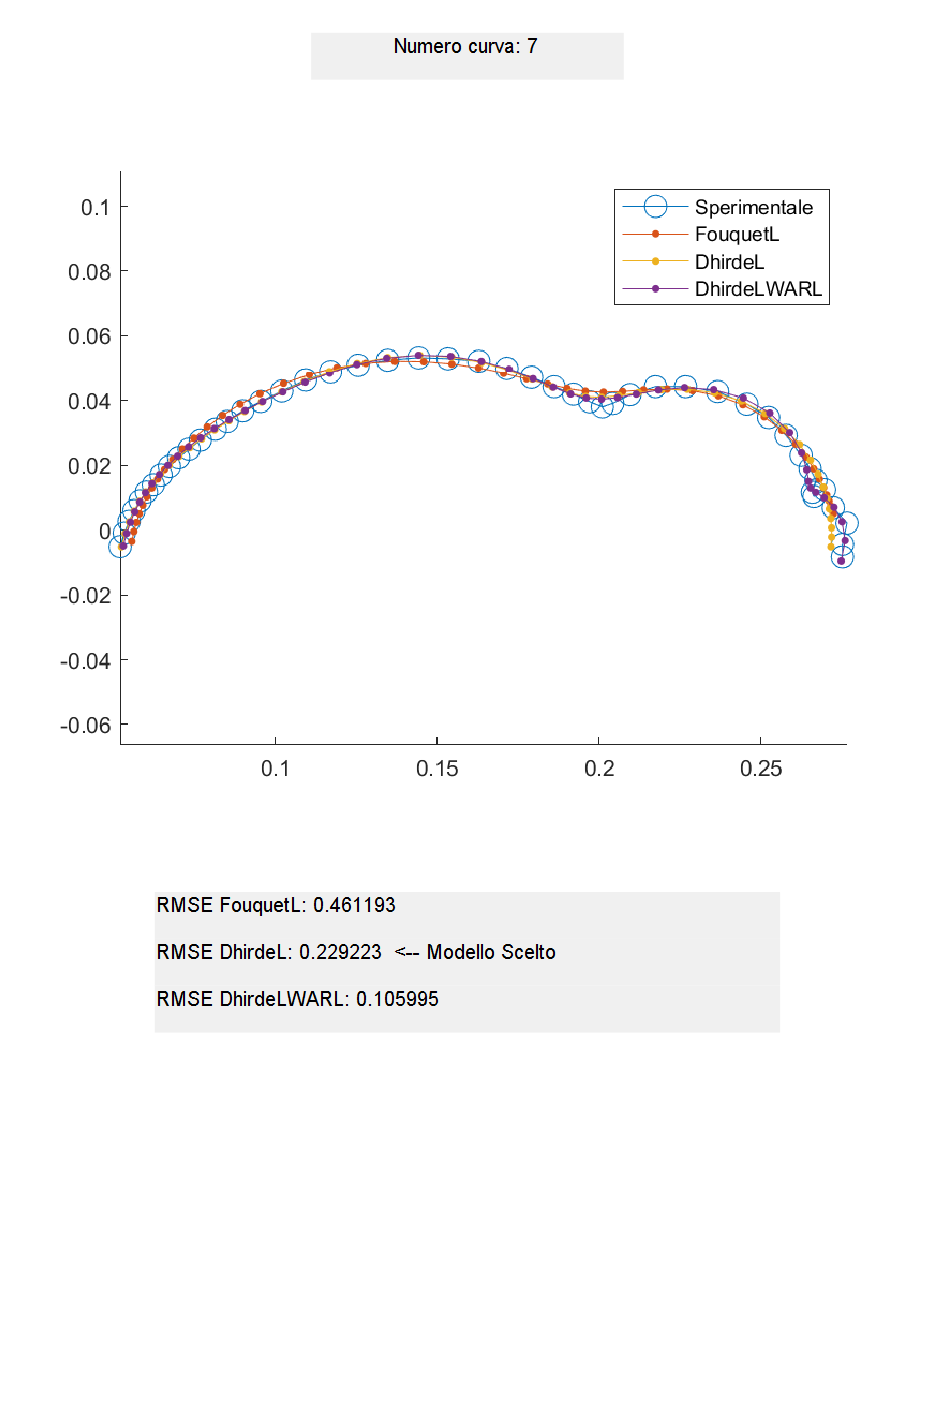 Numero curva: 7
0.1
0.08
0.06
0.04
0.02
0
-0.02
-0.04
-0.06
0.1
0.15
0.2
0.25
Sperimentale
FouquetL
DhirdeL
DhirdeLWARL
RMSE FouquetL: 0.461193
RMSE DhirdeL: 0.229223 <-- Modello Scelto
RMSE DhirdeLWARL: 0.105995